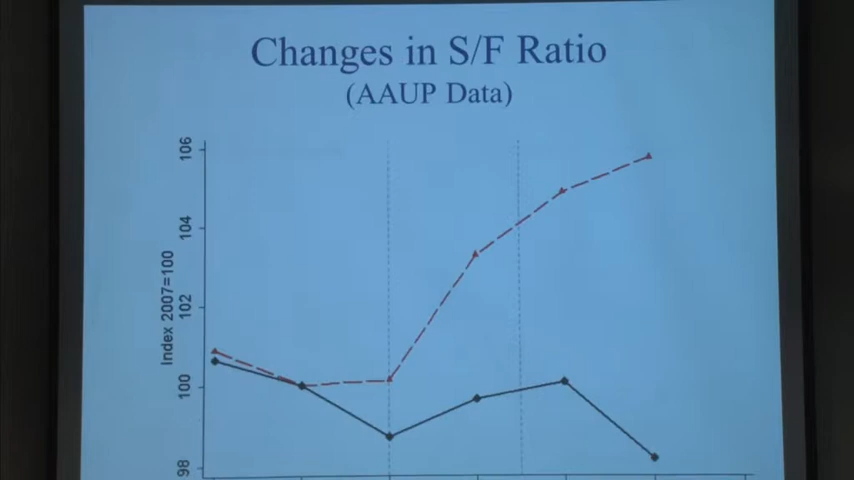 Changes in S/F Ratio
(AAUP Data)
106
104
102
100
98
Index 2007=100